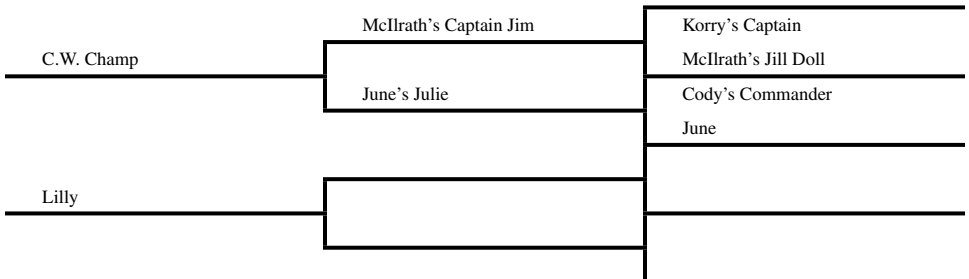 McIlrath's Captain Jim
Korry's Captain
C.W. Champ
McIlrath's Jill Doll
June's Julie
Cody's Commander
June
Lilly